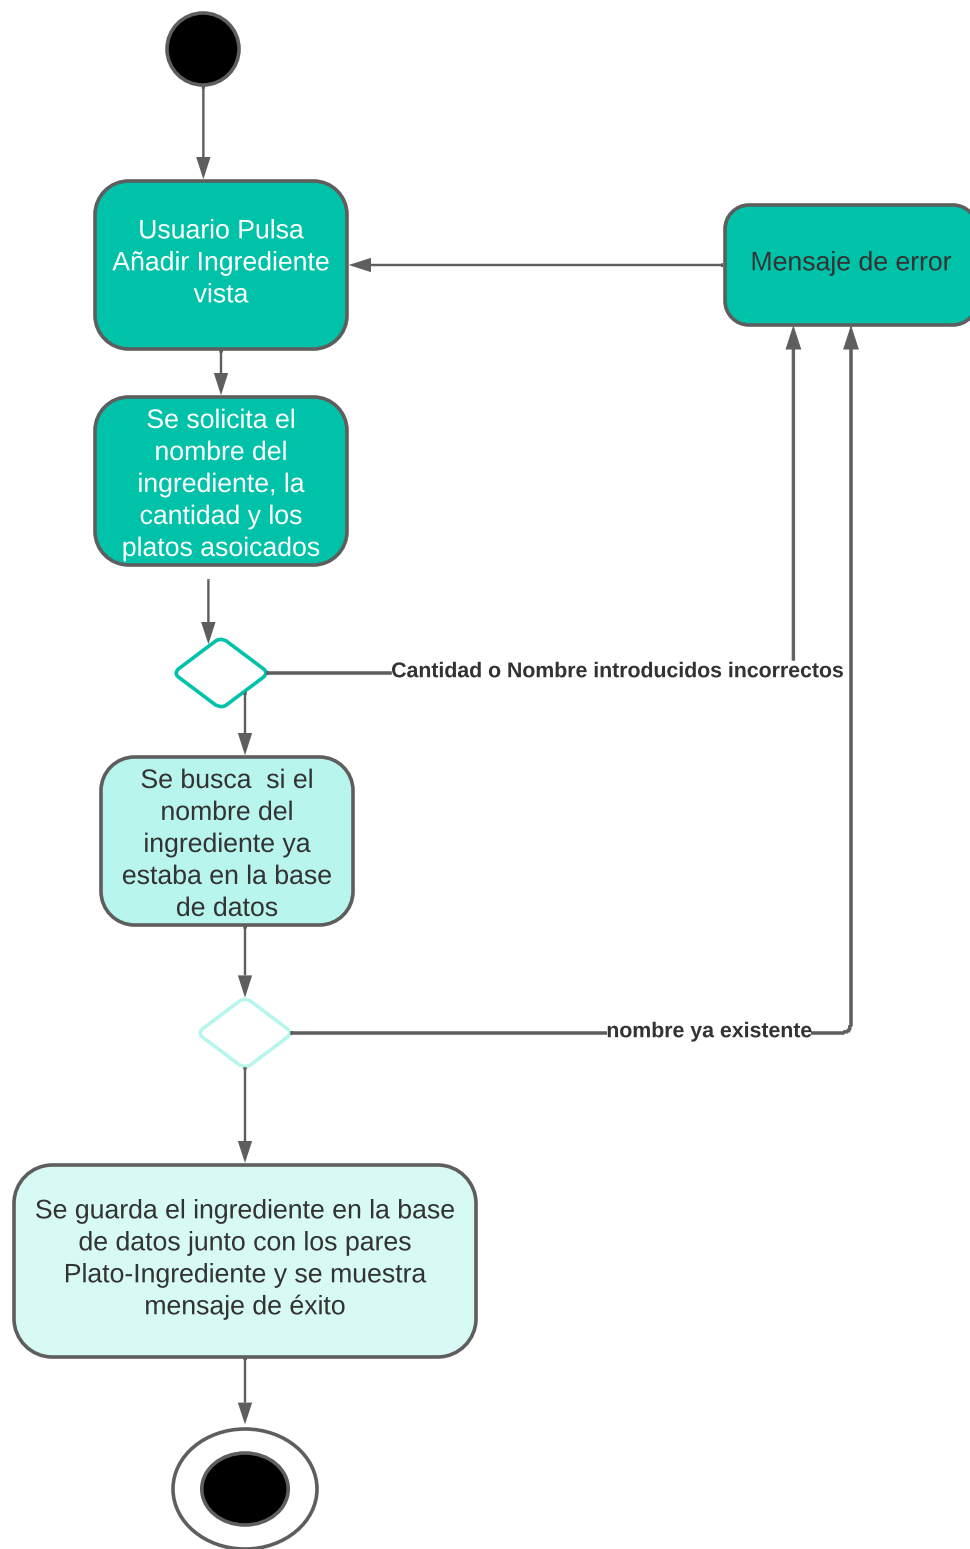 Usuario Pulsa
Añadir Ingrediente
vista
Mensaje de error
Se solicita el
nombre del
ingrediente, la
cantidad y los
platos asoicados
Cantidad o Nombre introducidos incorrectos
Se busca  si el
nombre del
ingrediente ya
estaba en la base
de datos
nombre ya existente
Se guarda el ingrediente en la base
de datos junto con los pares
Plato-Ingrediente y se muestra
mensaje de éxito